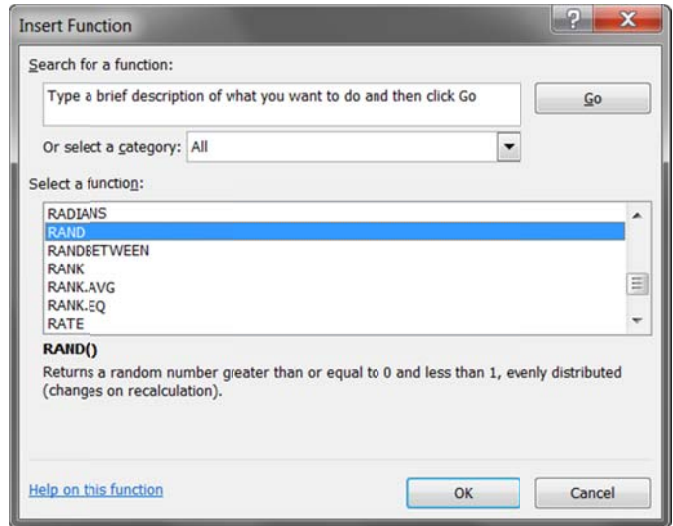 Insert Function
Search for a function:
Type a brief description of what you want to do and then click Go
Go
Or select a category: All
Select a function:
RADIANS
RAND
RANDBETWEEN
RANK
RANK.AVG
RANK.EQ
RATE
RAND()
Returns a random number greater than or equal to 0 and less than 1, evenly distributed
(changes on recalculation).
Help on this function
OK
Cancel